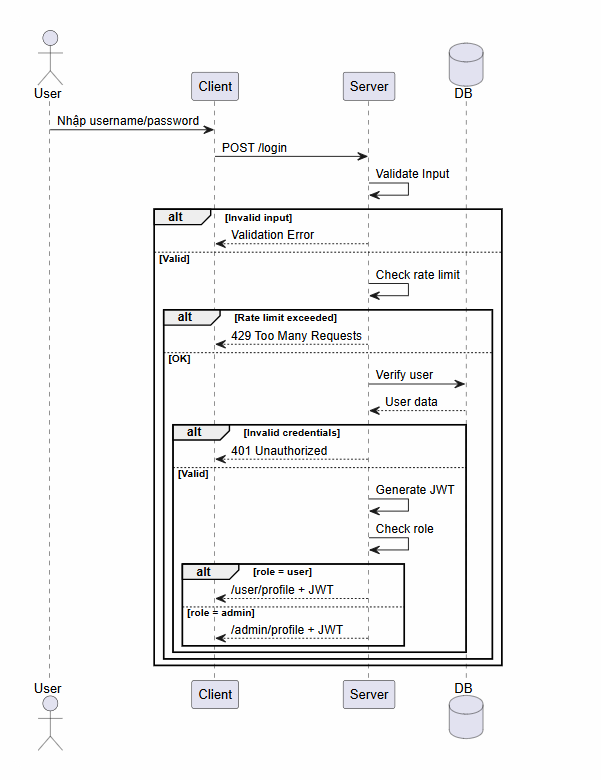 User
Client
Server
DB
Nhập username/password
POST /login
Validate Input
alt
[Invalid input]
Validation Error
[Valid]
Check rate limit
alt
[Rate limit exceeded]
429 Too Many Requests
[OK]
Verify user
User data
alt
[Invalid credentials]
401 Unauthorized
[Valid]
Generate JWT
Check role
alt
[role = user]
/user/profile + JWT
[role = admin]
/admin/profile + JWT
User
Client
Server
DB